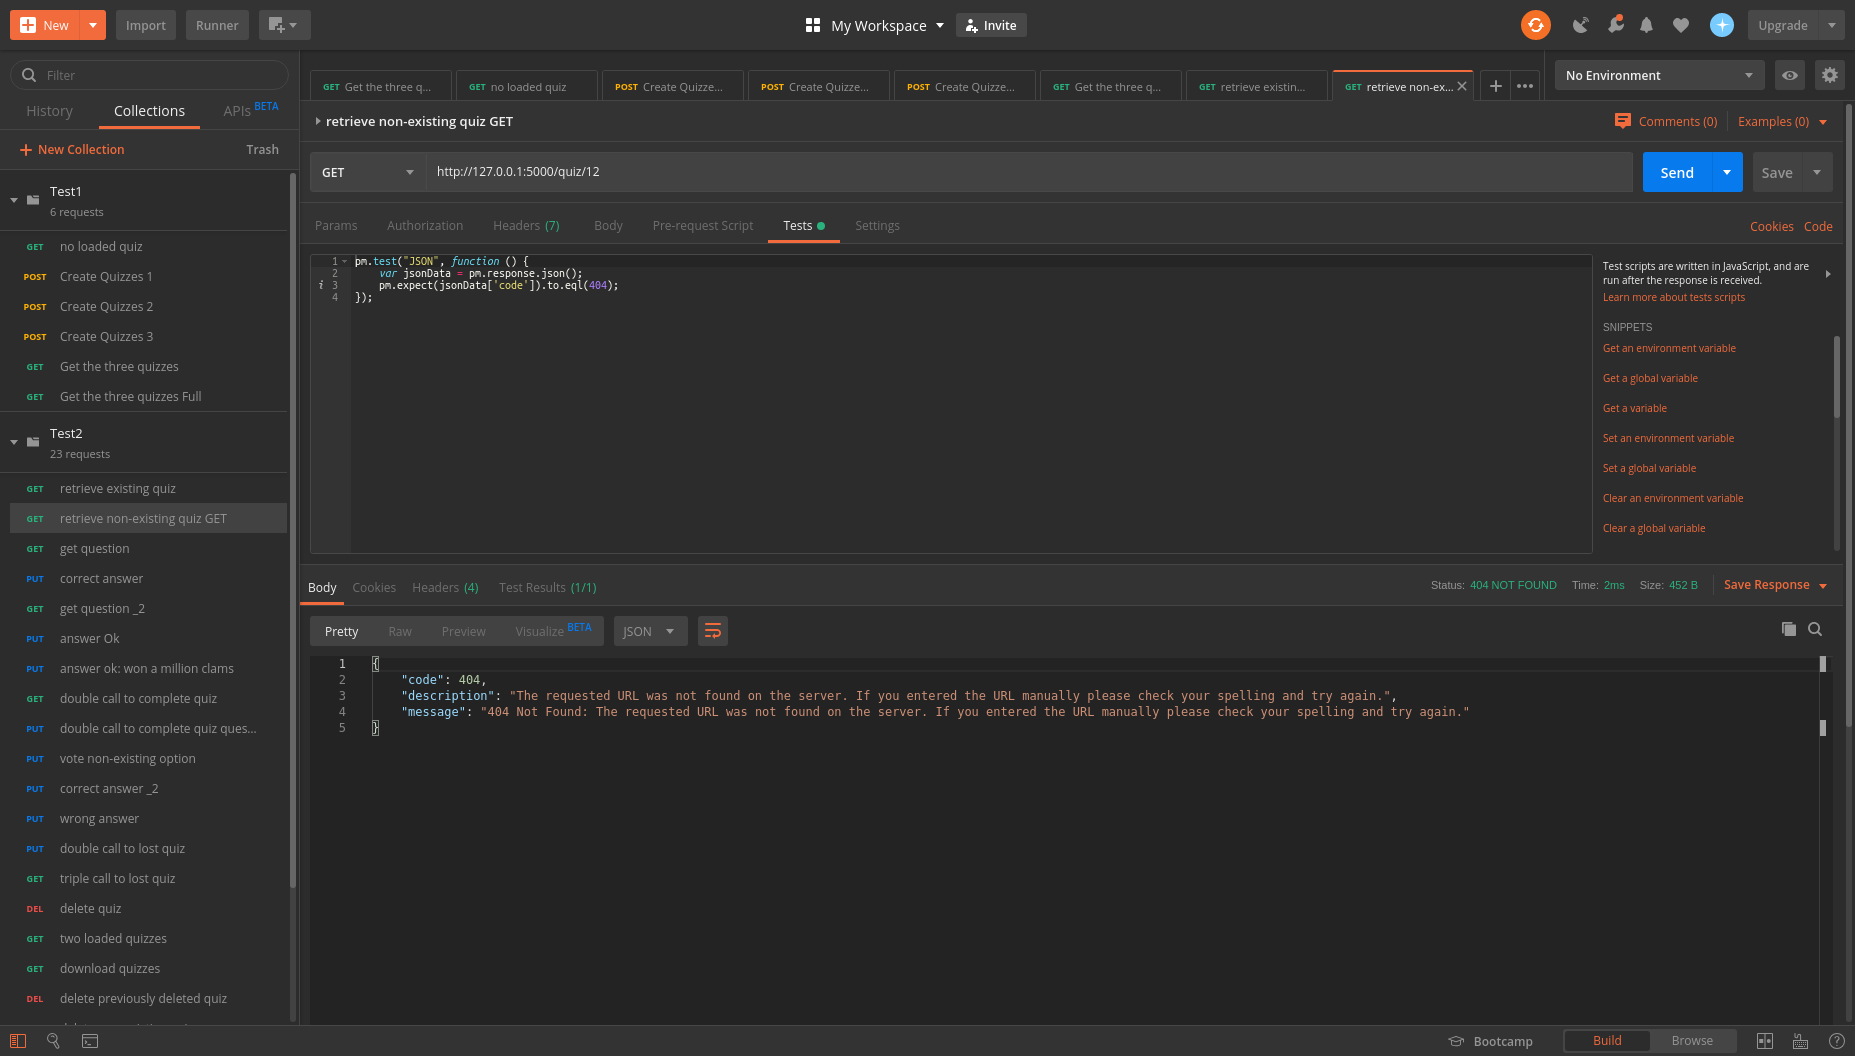 New
Import
Runner
My Workspace
Invite
Upgrade
Filter
History
Collections
APIs BETA
New Collection
Trash
Test1
6 requests
GET no loaded quiz
POST Create Quizzes 1
POST Create Quizzes 2
POST Create Quizzes 3
GET Get the three quizzes
GET Get the three quizzes Full
Test2
23 requests
GET retrieve existing quiz
GET retrieve non-existing quiz GET
GET get question
PUT correct answer
GET get question _2
PUT answer Ok
PUT answer ok: won a million clams
GET double call to complete quiz
PUT double call to complete quiz ques...
PUT vote non-existing option
PUT correct answer _2
PUT wrong answer
PUT double call to lost quiz
GET triple call to lost quiz
DEL delete quiz
GET two loaded quizzes
GET download quizzes
DEL delete previously deleted quiz
GET Get the three q...
GET no loaded quiz
POST Create Quizze...
POST Create Quizze...
POST Create Quizze...
GET Get the three q...
GET retrieve existin...
GET retrieve non-ex...
No Environment
retrieve non-existing quiz GET
Comments (0)
Examples (0)
GET
http://127.0.0.1:5000/quiz/12
Send
Save
Params
Authorization
Headers (7)
Body
Pre-request Script
Tests
Settings
Cookies
Code
1 pm.test("JSON", function () {
2 var jsonData = pm.response.json();
i 3 pm.expect(jsonData['code']).to.eql(404);
4 });
Test scripts are written in JavaScript, and are
run after the response is received.
Learn more about tests scripts
SNIPPETS
Get an environment variable
Get a global variable
Get a variable
Set an environment variable
Set a global variable
Clear an environment variable
Clear a global variable
Body
Cookies
Headers (4)
Test Results (1/1)
Status: 404 NOT FOUND
Time: 2ms
Size: 452 B
Save Response
Pretty
Raw
Preview
Visualize BETA
JSON
1 {
2 "code": 404,
3 "description": "The requested URL was not found on the server. If you entered the URL manually please check your spelling and try again.",
4 "message": "404 Not Found: The requested URL was not found on the server. If you entered the URL manually please check your spelling and try again."
5 }
Bootcamp
Build
Browse